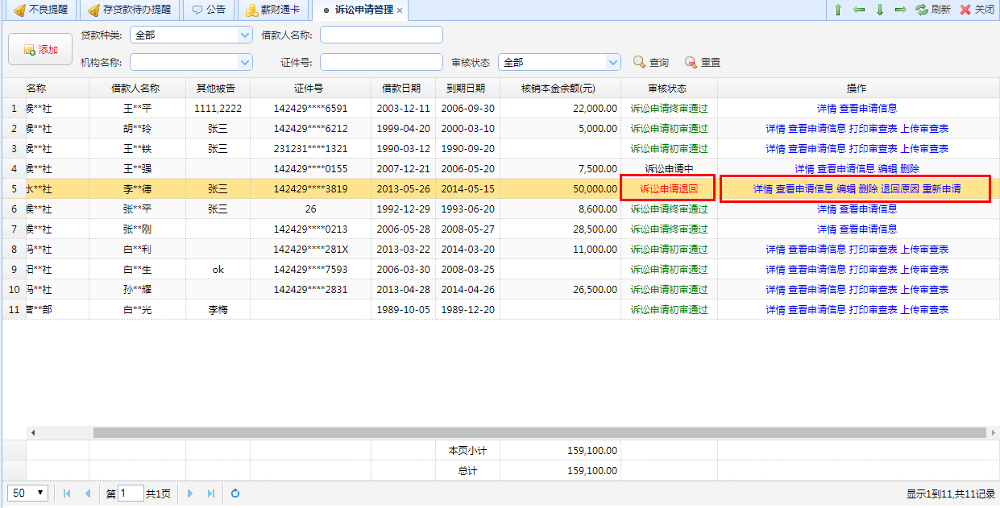 不良提醒 存贷款待办提醒 公告 薪财通卡 诉讼申请管理 × 刷新 关闭
添加 贷款种类: 全部 借款人名称:
机构名称: 证件号: 审核状态 全部 查询 重置
名称 借款人名称 其他被告 证件号 借款日期 到期日期 核销本金余额(元) 审核状态 操作
1 **社 王**平 1111,2222 142429****6591 2003-12-11 2006-09-30 22,000.00 诉讼申请终审通过 详情 查看申请信息
2 **社 胡**玲 张三 142429****6212 1999-04-20 2000-03-10 5,000.00 诉讼申请初审通过 详情 查看申请信息 打印审查表 上传审查表
3 **社 王**铁 张三 231231****1321 1990-03-12 1990-09-20 诉讼申请初审通过 详情 查看申请信息 打印审查表 上传审查表
4 **社 王**强 142429****0155 2007-12-21 2006-05-20 7,500.00 诉讼申请中 详情 查看申请信息 编辑 删除
5 **社 李**德 张三 142429****3819 2013-05-26 2014-05-15 50,000.00 诉讼申请退回 详情 查看申请信息 编辑 删除 退回原因 重新申请
6 **社 张**平 张三 26 1992-12-29 1993-06-20 8,600.00 诉讼申请终审通过 详情 查看申请信息
7 **社 张**刚 142429****0213 2006-05-28 2008-05-27 28,500.00 诉讼申请终审通过 详情 查看申请信息
8 **社 白**利 142429****281X 2013-03-22 2014-03-20 11,000.00 诉讼申请初审通过 详情 查看申请信息 打印审查表 上传审查表
9 **社 白**生 ok 142429****7593 2006-03-30 2008-03-25 诉讼申请初审通过 详情 查看申请信息 打印审查表 上传审查表
10 **社 孙**耀 142429****2831 2013-04-28 2014-04-26 26,500.00 诉讼申请初审通过 详情 查看申请信息 打印审查表 上传审查表
11 **部 白**光 李梅 1989-10-05 1989-12-20 诉讼申请初审通过 详情 查看申请信息 打印审查表 上传审查表
本页小计 159,100.00
总计 159,100.00
50 第 1 共1页 显示1到11,共11记录